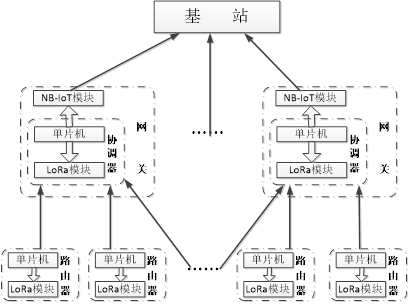 基 站
NB-IoT模块
单片机
LoRa模块
协调器
网关
......
NB-IoT模块
单片机
LoRa模块
协调器
网关
单片机
LoRa模块
路由器
单片机
LoRa模块
路由器
......
单片机
LoRa模块
路由器
单片机
LoRa模块
路由器